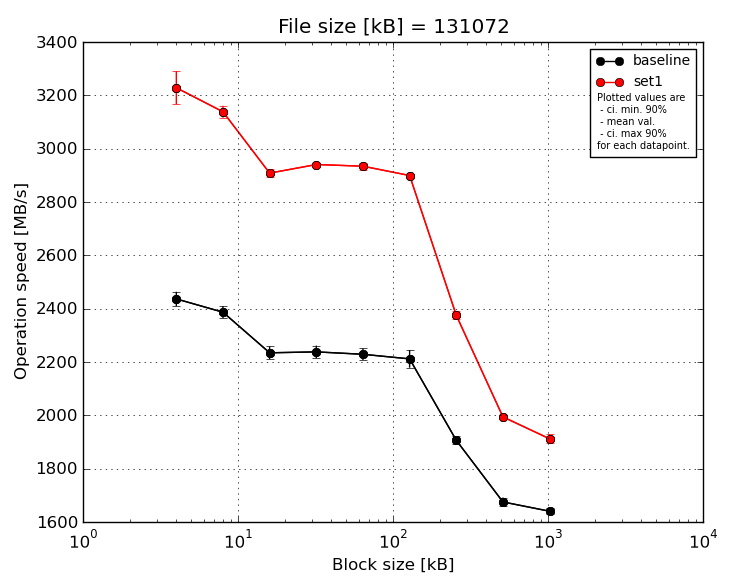 File size [kB] = 131072
3400
3200
3000
2800
2600
2400
2200
2000
1800
1600
Operation speed [MB/s]
baseline
set1
Plotted values are
- ci. min. 90%
- mean val.
- ci. max 90%
for each datapoint.
10^0
10^1
10^2
10^3
10^4
Block size [kB]